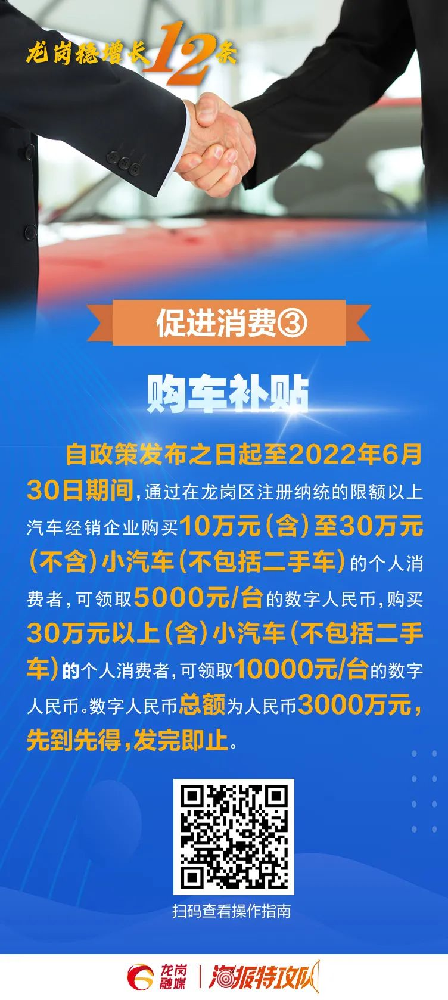 龙岗稳增长12条
促进消费③
购车补贴
自政策发布之日起至2022年6月
30日期间，通过在龙岗区注册纳统的限额以上
汽车经销企业购买10万元（含）至30万元
（不含）小汽车（不包括二手车）的个人消
费者，可领取5000元/台的数字人民币，购买
30万元以上（含）小汽车（不包括二手
车）的个人消费者，可领取10000元/台的数字
人民币。数字人民币总额为人民币3000万元，
先到先得，发完即止。
扫码查看操作指南
龙岗
融媒
海报特攻队